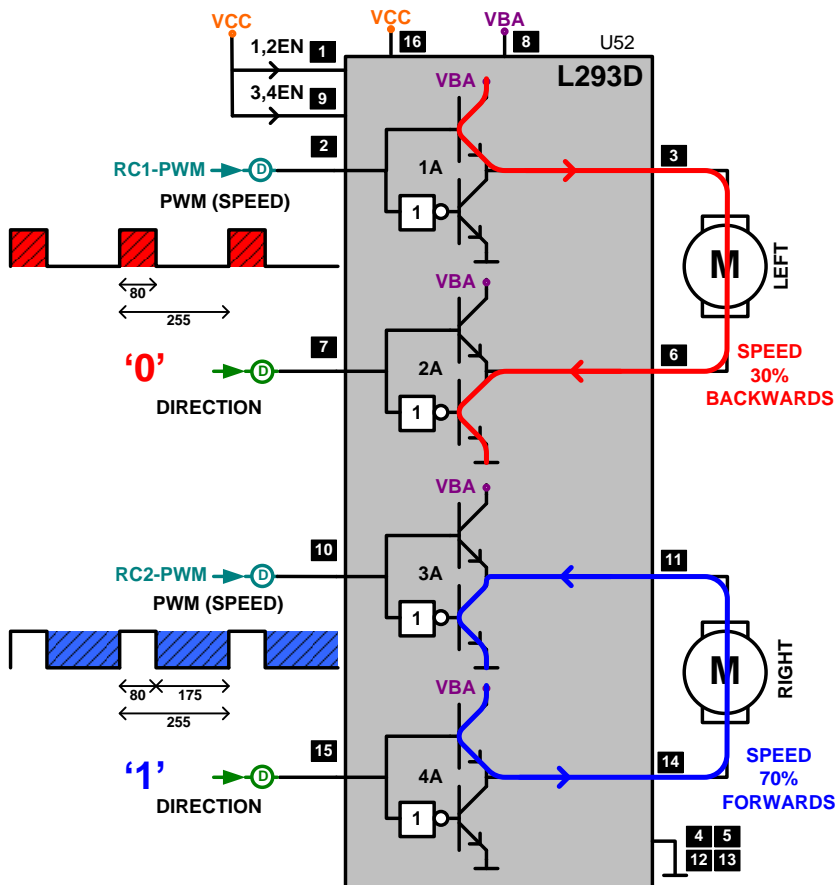 VCC
VCC
VBA
1,2EN
1
16
8
U52
L293D
3,4EN
9
VBA
2
3
RC1-PWM
D
1A
PWM (SPEED)
1
M
LEFT
80
255
VBA
7
6
‘0’
D
2A
DIRECTION
1
SPEED
30%
BACKWARDS
VBA
10
11
RC2-PWM
D
3A
PWM (SPEED)
1
M
RIGHT
80
175
255
VBA
15
14
‘1’
D
4A
DIRECTION
1
SPEED
70%
FORWARDS
4
5
12
13